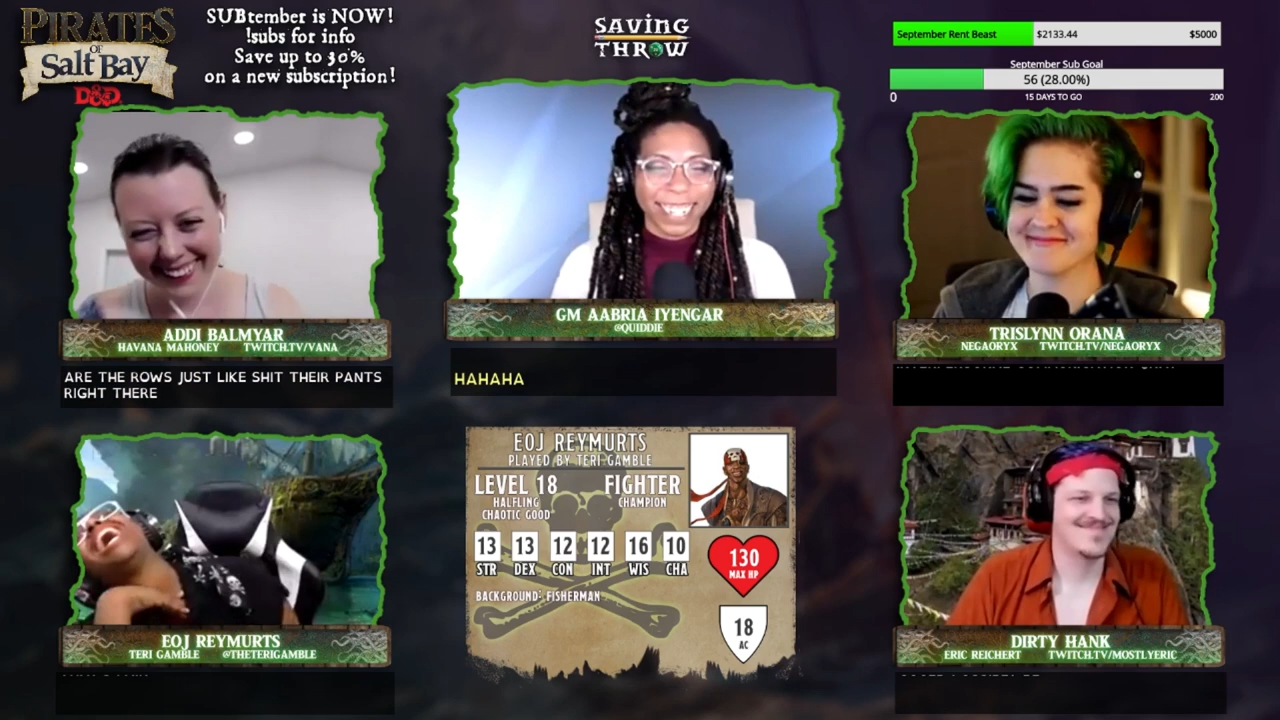 PIRATES
OF
Salt Bay
D&D
SUBtember is NOW!
!subs for info
Save up to 30%
on a new subscription!
SAVING
THROW
September Rent Beast
$2133.44
$5000
September Sub Goal
56 (28.00%)
0
15 DAYS TO GO
200
ADDI BALMYAR
HAVANA MAHONEY TWITCH.TV/VANA
ARE THE ROWS JUST LIKE SHIT THEIR PANTS
RIGHT THERE
GM AABRIA IYENGAR
@QUIDDIE
HAHAHA
TRISLYNN ORANA
NEGAORYX TWITCH.TV/NEGAORYX
EOJ REYMURTS
TERI GAMBLE @THETERIGAMBLE
EOJ REYMURTS
PLAYED BY TERI GAMBLE
LEVEL 18 FIGHTER
HALFLING CHAMPION
CHAOTIC GOOD
13 13 12 12 16 10
STR DEX CON INT WIS CHA
BACKGROUND: FISHERMAN
130
MAX HP
18
AC
DIRTY HANK
ERIC REICHERT TWITCH.TV/MOSTLYERIC